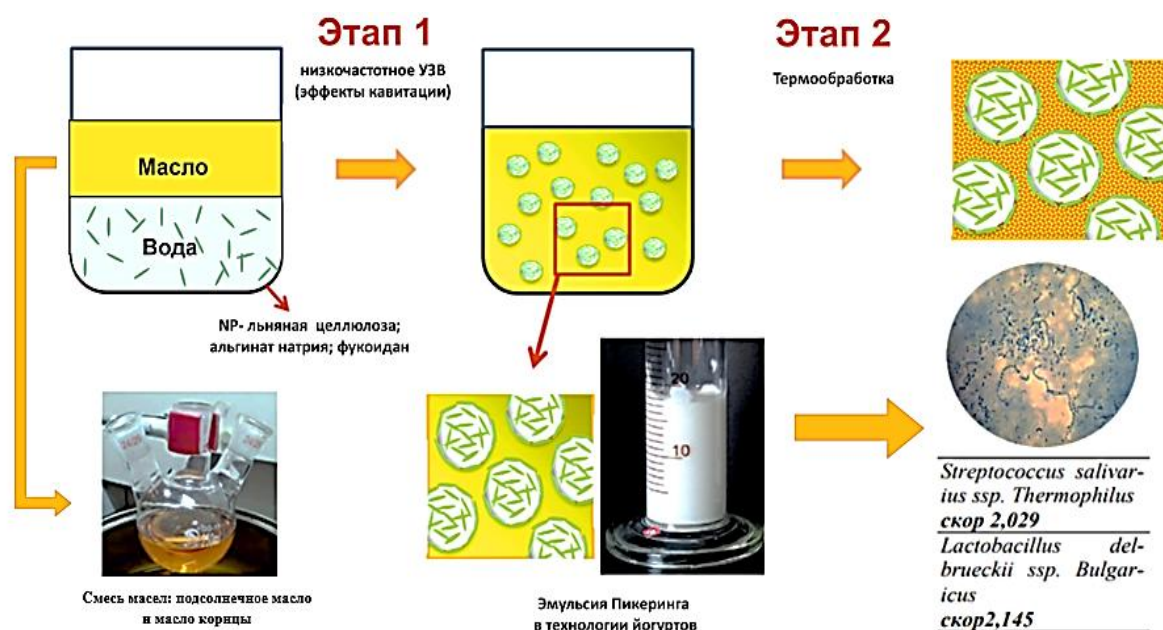 Этап 1
низкочастотное УЗВ
(эффекты кавитации)
Этап 2
Термообработка
Масло
Вода
NP- льняная целлюлоза;
альгинат натрия; фукоидан
20
10
Смесь масел: подсолнечное масло
и масло корицы
Эмульсия Пикеринга
в технологии йогуртов
Streptococcus salivar-
ius ssp. Thermophilus
скор 2,029
Lactobacillus del-
brueckii ssp. Bulgar-
icus
скор2,145